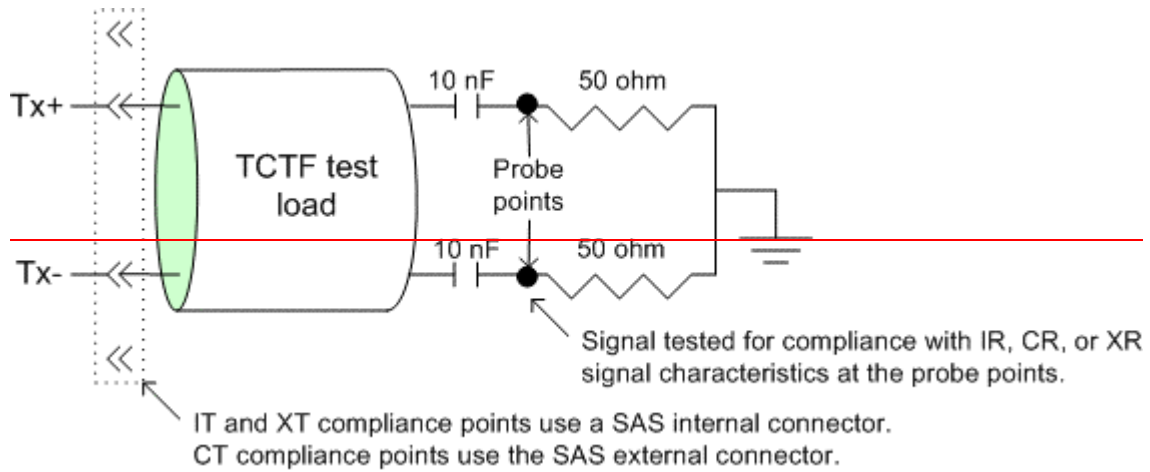 10 nF
50 ohm
Tx+
TCTF test
load
Probe
points
10 nF
50 ohm
Tx-
Signal tested for compliance with IR, CR, or XR
signal characteristics at the probe points.
IT and XT compliance points use a SAS internal connector.
CT compliance points use the SAS external connector.